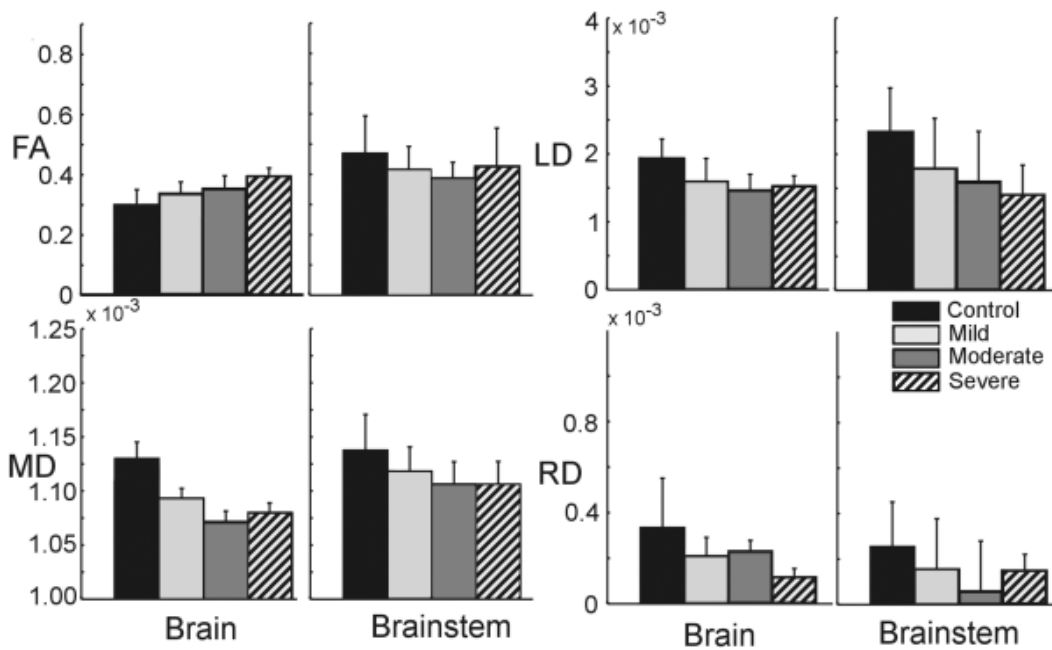 0.8
0.6
FA
0.4
0.2
0
x 10⁻³
4
3
LD
2
1
0
x 10⁻³
1.25
1.20
1.15
MD
1.10
1.05
1.00
Brain
Brainstem
x 10⁻³
0.8
RD
0.4
0
Control
Mild
Moderate
Severe
Brain
Brainstem